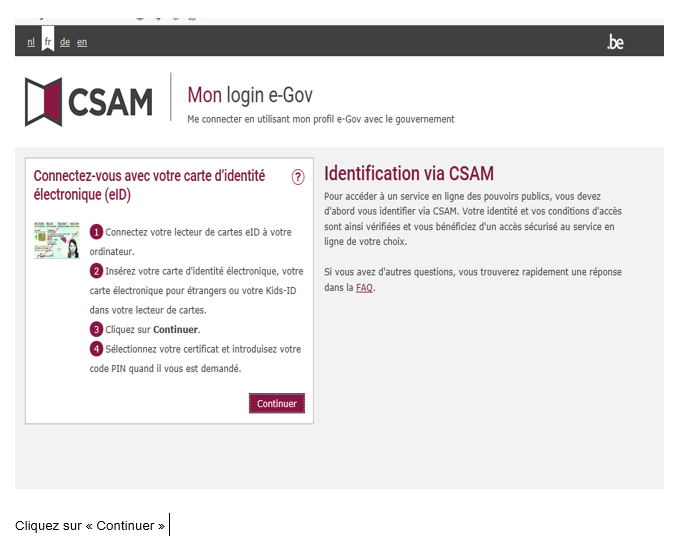 nl fr de en
.be
CSAM
Mon login e-Gov
Me connecter en utilisant mon profil e-Gov avec le gouvernement
Connectez-vous avec votre carte d'identité
électronique (eID)
?
1 Connectez votre lecteur de cartes eID à votre
ordinateur.
2 Insérez votre carte d'identité électronique, votre
carte électronique pour étrangers ou votre Kids-ID
dans votre lecteur de cartes.
3 Cliquez sur Continuer.
4 Sélectionnez votre certificat et introduisez votre
code PIN quand il vous est demandé.
Continuer
Identification via CSAM
Pour accéder à un service en ligne des pouvoirs publics, vous devez
d'abord vous identifier via CSAM. Votre identité et vos conditions d'accès
sont ainsi vérifiées et vous bénéficiez d'un accès sécurisé au service en
ligne de votre choix.
Si vous avez d'autres questions, vous trouverez rapidement une réponse
dans la FAQ.
Cliquez sur « Continuer »